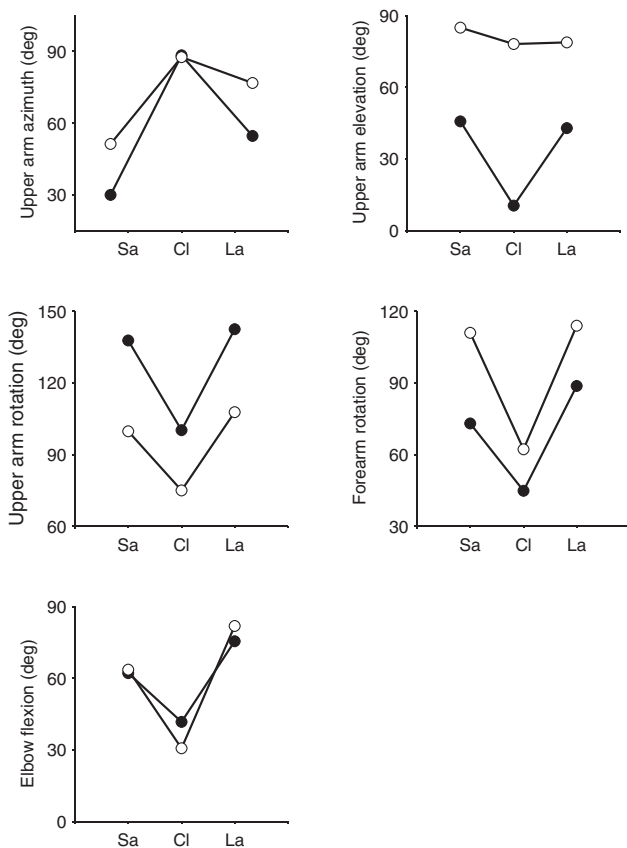 Upper arm azimuth (deg)
90
60
30
Sa Cl La
Upper arm elevation (deg)
90
60
30
0
Sa Cl La
Upper arm rotation (deg)
150
120
90
60
Sa Cl La
Forearm rotation (deg)
120
90
60
30
Sa Cl La
Elbow flexion (deg)
90
60
30
0
Sa Cl La